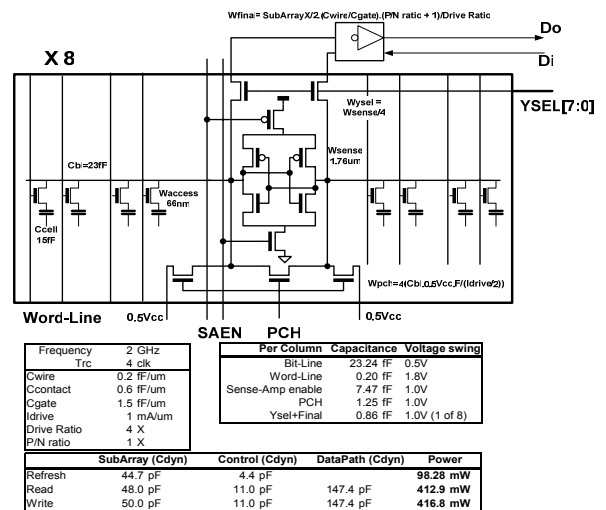 Wfinal= SubArrayX/2.(Cwire/Cgate).(P/N ratic + 1)/Drive Ratic
Do
Di
X 8
YSEL[7:0]
Wysel =
Wsense/4
Cbl=23fF
Wsense
1.76um
Waccess
66nm
Ccell
15fF
Wpch=4(Cbl.0.5Vcc.F/(Idrive/2))
Word-Line
0.5Vcc
0.5Vcc
SAEN
PCH
Frequency 2 GHz
Trc 4 clk
Cwire 0.2 fF/um
Ccontact 0.6 fF/um
Cgate 1.5 fF/um
Idrive 1 mA/um
Drive Ratio 4 X
P/N ratio 1 X
Per Column Capacitance Voltage swing
Bit-Line 23.24 fF 0.5V
Word-Line 0.20 fF 1.8V
Sense-Amp enable 7.47 fF 1.0V
PCH 1.25 fF 1.0V
Ysel+Final 0.86 fF 1.0V (1 of 8)
SubArray (Cdyn) Control (Cdyn) DataPath (Cdyn) Power
Refresh 44.7 pF 4.4 pF 98.28 mW
Read 48.0 pF 11.0 pF 147.4 pF 412.9 mW
Write 50.0 pF 11.0 pF 147.4 pF 416.8 mW